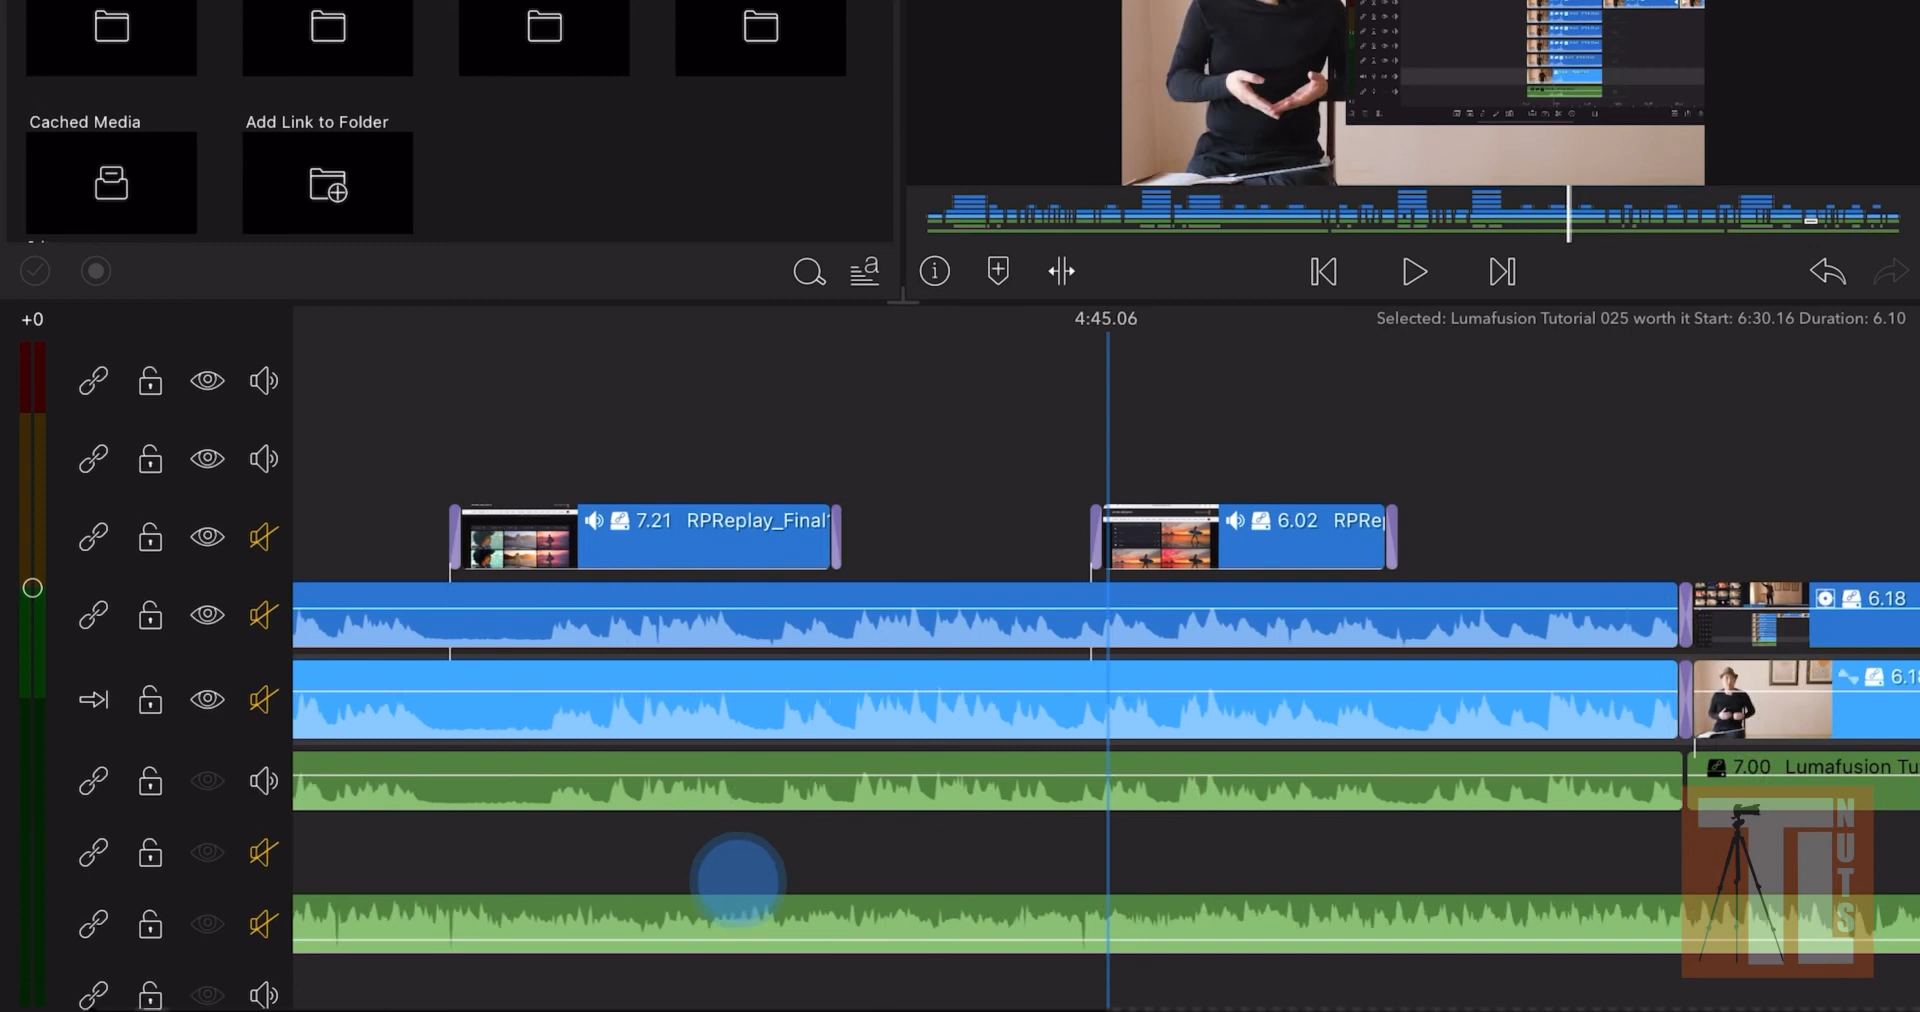 Cached Media
Add Link to Folder
a
i
+0
4:45.06
Selected: Lumafusion Tutorial 025 worth it Start: 6:30.16 Duration: 6.10
7.21 RPReplay_Final
6.02 RPRep
6.18
6.18
7.00 Lumafusion Tu
T NUTS